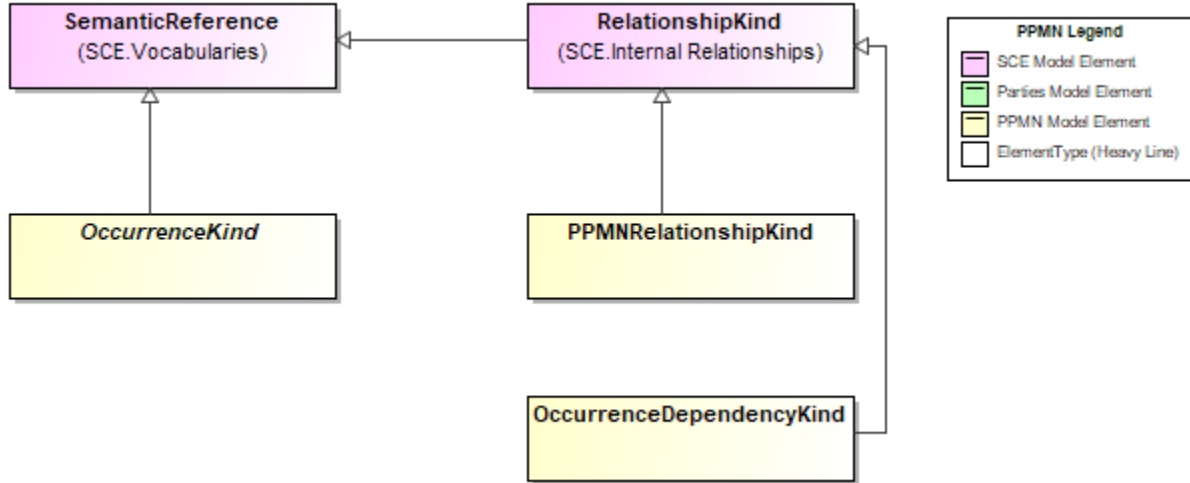 SemanticReference
(SCE.Vocabularies)
RelationshipKind
(SCE.Internal Relationships)
PPMN Legend
SCE Model Element
Parties Model Element
PPMN Model Element
ElementType (Heavy Line)
OccurrenceKind
PPMNRelationshipKind
OccurrenceDependencyKind